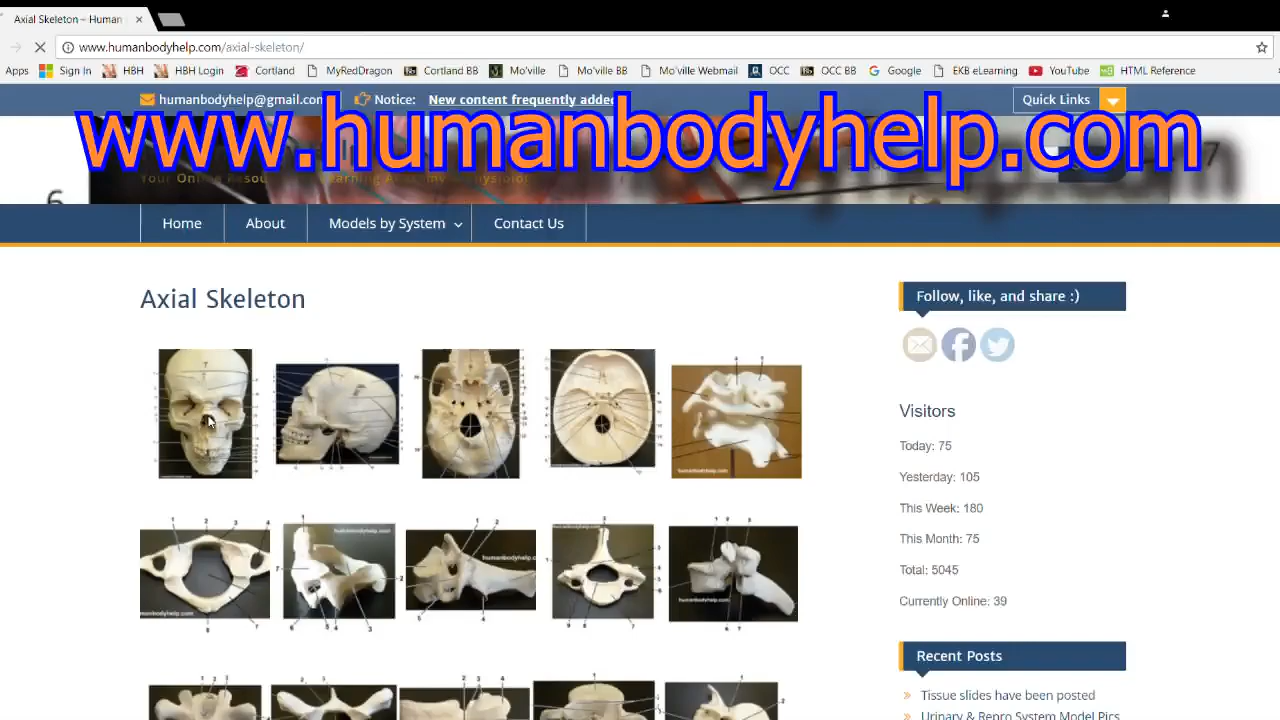 Axial Skeleton – Human
www.humanbodyhelp.com/axial-skeleton/
Apps Sign In HBH HBH Login Cortland MyRedDragon Cortland BB Mo'ville Mo'ville BB Mo'ville Webmail OCC OCC BB Google EKB eLearning YouTube HTML Reference
humanbodyhelp@gmail.com Notice: New content frequently added Quick Links
www.humanbodyhelp.com
Your Online
Home About Models by System Contact Us
Axial Skeleton
Follow, like, and share :)
humanbodyhelp.com
Visitors
Today: 75
Yesterday: 105
This Week: 180
This Month: 75
Total: 5045
Currently Online: 39
Recent Posts
Tissue slides have been posted
Urinary & Repro System Model Pics